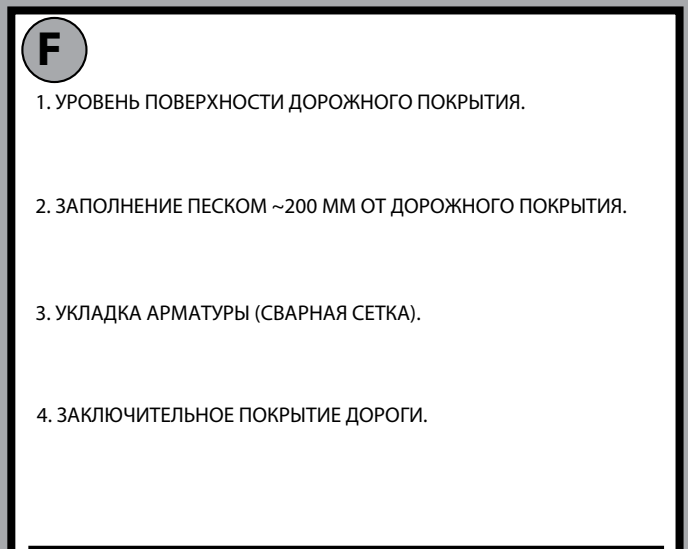 F
1. УРОВЕНЬ ПОВЕРХНОСТИ ДОРОЖНОГО ПОКРЫТИЯ.
2. ЗАПОЛНЕНИЕ ПЕСКОМ ~200 ММ ОТ ДОРОЖНОГО ПОКРЫТИЯ.
3. УКЛАДКА АРМАТУРЫ (СВАРНАЯ СЕТКА).
4. ЗАКЛЮЧИТЕЛЬНОЕ ПОКРЫТИЕ ДОРОГИ.